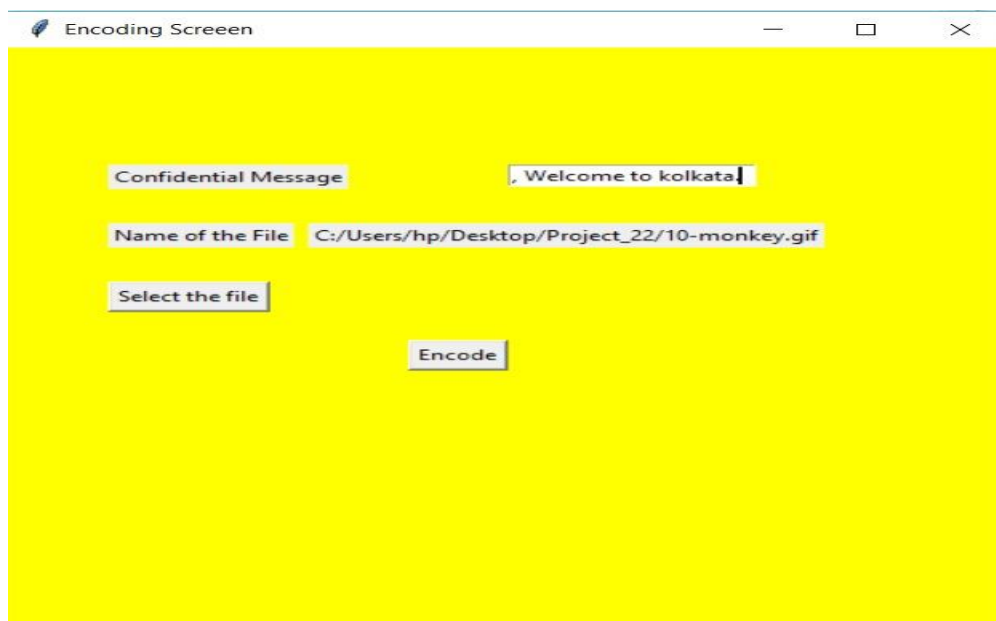 Encoding Screeen
Confidential Message , Welcome to kolkata.
Name of the File C:/Users/hp/Desktop/Project_22/10-monkey.gif
Select the file
Encode